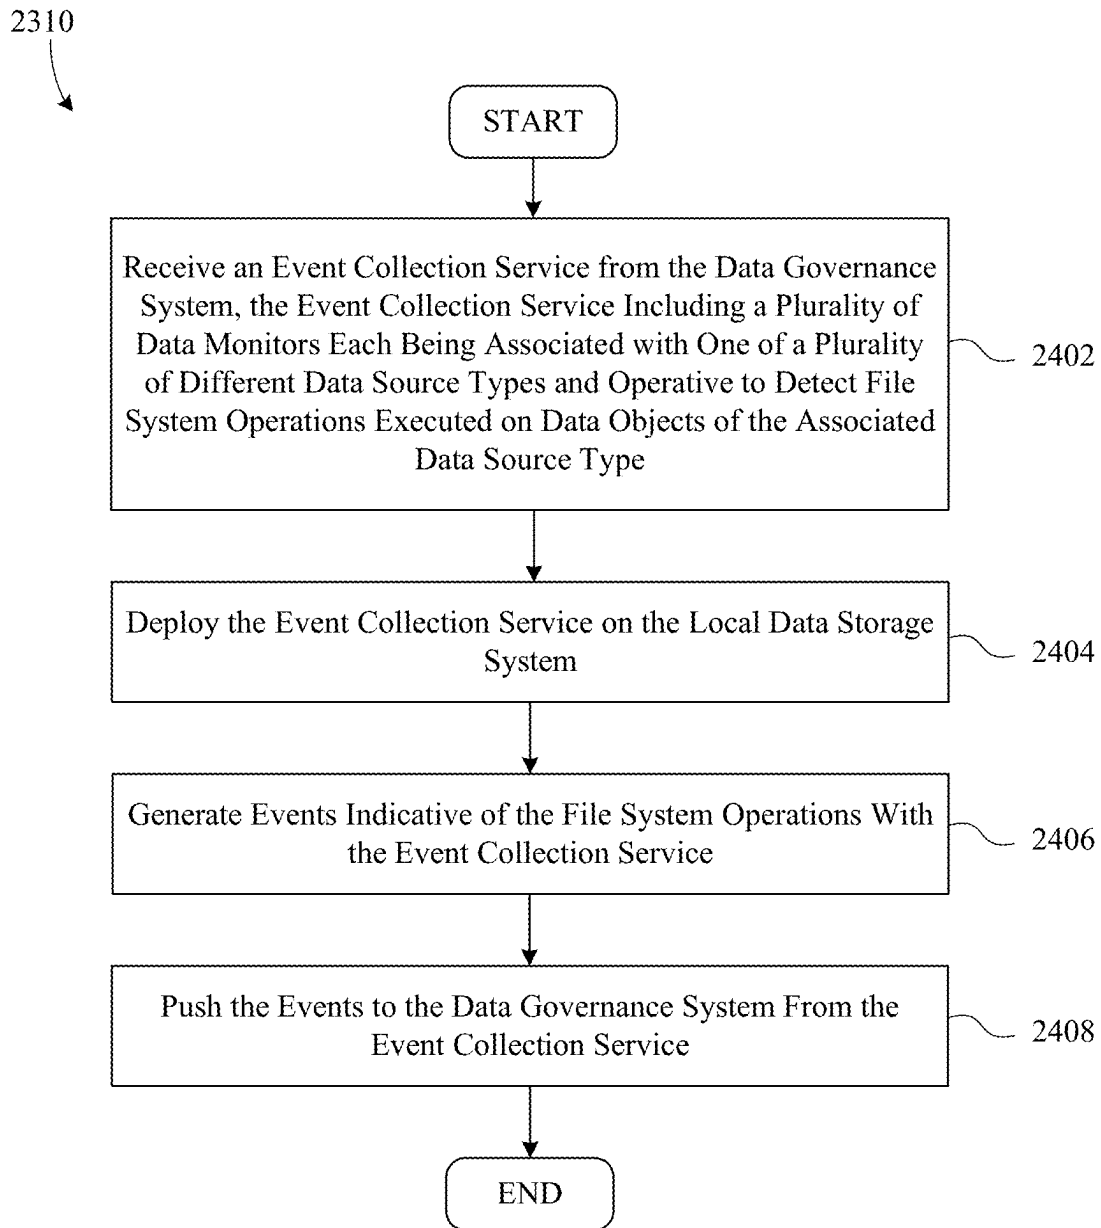 2310
START
Receive an Event Collection Service from the Data Governance
System, the Event Collection Service Including a Plurality of
Data Monitors Each Being Associated with One of a Plurality
of Different Data Source Types and Operative to Detect File
System Operations Executed on Data Objects of the Associated
Data Source Type
2402
Deploy the Event Collection Service on the Local Data Storage
System
2404
Generate Events Indicative of the File System Operations With
the Event Collection Service
2406
Push the Events to the Data Governance System From the
Event Collection Service
2408
END